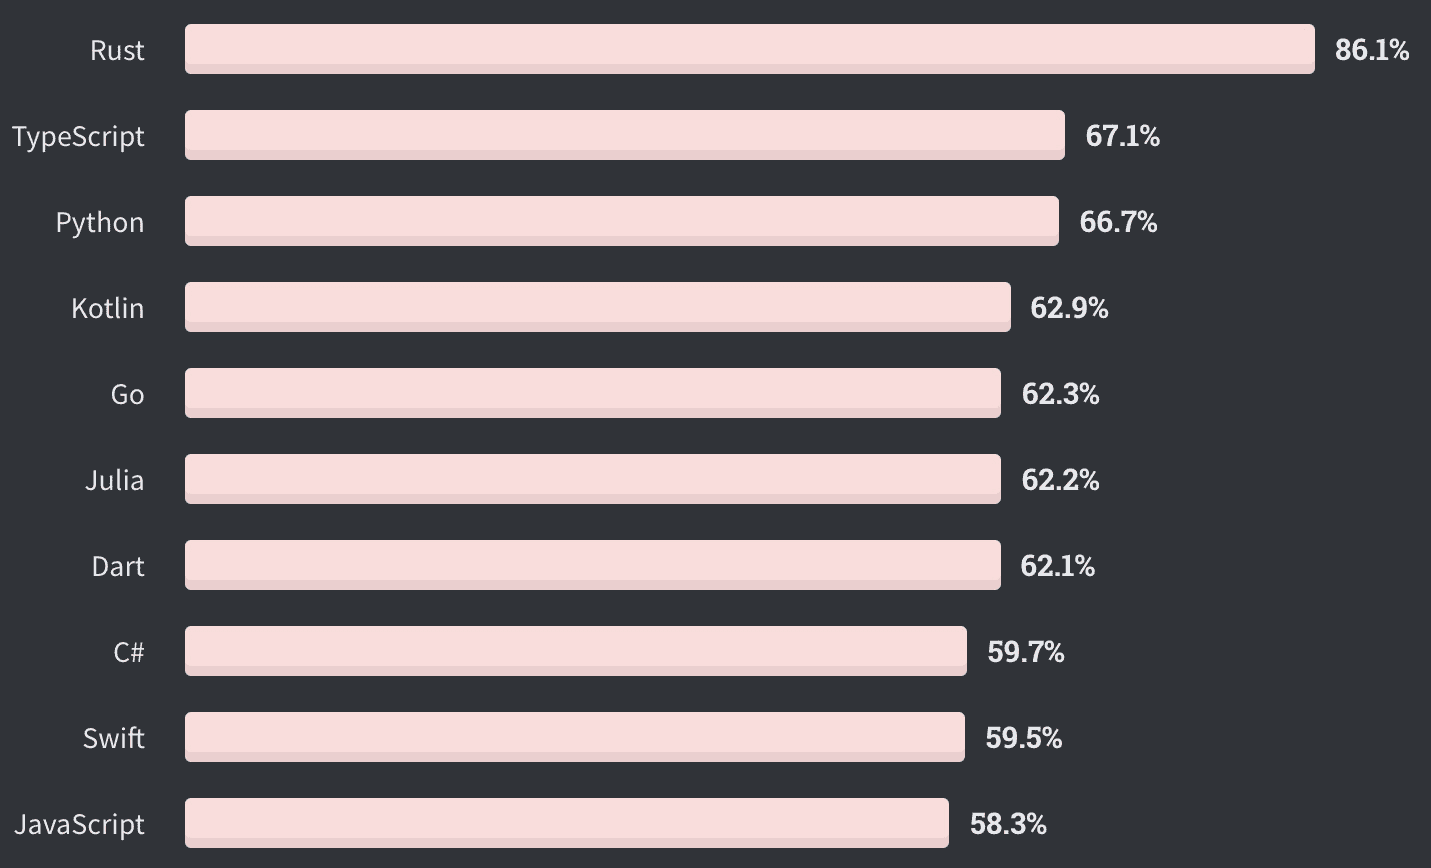 Rust 86.1%
TypeScript 67.1%
Python 66.7%
Kotlin 62.9%
Go 62.3%
Julia 62.2%
Dart 62.1%
C# 59.7%
Swift 59.5%
JavaScript 58.3%